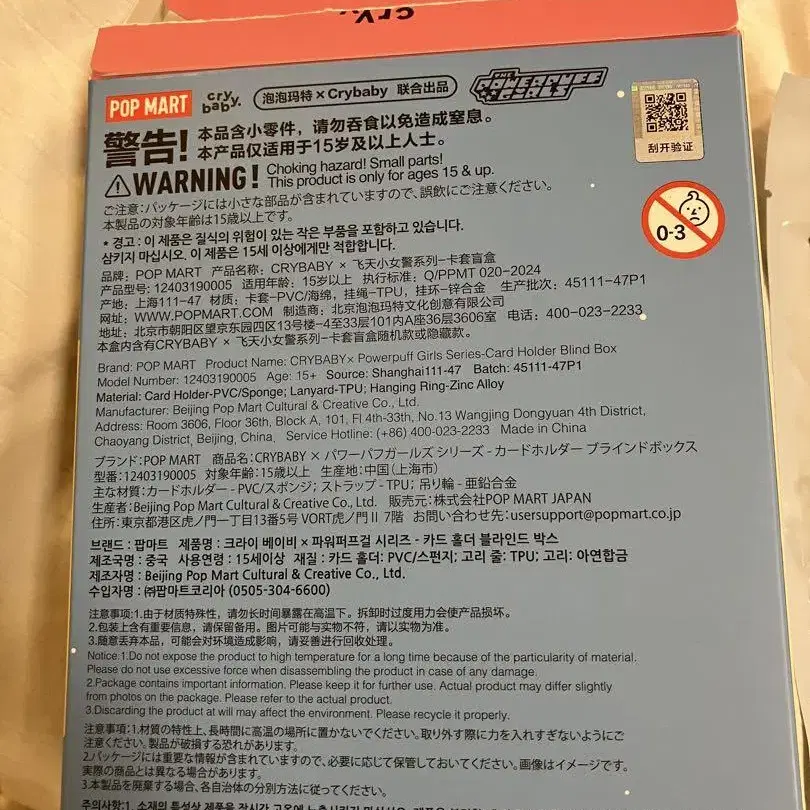 cry
POP MART
cry baby.
泡泡玛特×Crybaby 联合出品
THE POWERPUFF GIRLS
刮开验证
警告! 本品含小零件，请勿吞食以免造成窒息。
本产品仅适用于15岁及以上人士。
WARNING! Choking hazard! Small parts!
This product is only for ages 15 & up.
0-3
ご注意:パッケージには小さな部品が含まれていますので、誤飲にご注意ください。
本製品の対象年齢は15歳以上です。
* 경고 : 이 제품은 질식의 위험이 있는 작은 부품을 포함하고 있습니다.
삼키지 마십시오. 이 제품은 15세 이상에게만 적합합니다.
品牌：POP MART 产品名称：CRYBABY × 飞天小女警系列-卡套盲盒
产品型号：12403190005 适用年龄：15岁以上 执行标准：Q/PPMT 020-2024
产地：上海111-47 材质：卡套-PVC/海绵，挂绳-TPU，挂环-锌合金 生产批次：45111-47P1
网址：WWW.POPMART.COM 制造商：北京泡泡玛特文化创意有限公司
地址：北京市朝阳区望京东园四区13号楼-4至33层101内A座36层3606室 电话：400-023-2233
本盒内含有CRYBABY × 飞天小女警系列-卡套盲盒随机款或隐藏款。
Brand: POP MART Product Name: CRYBABY× Powerpuff Girls Series-Card Holder Blind Box
Model Number: 12403190005 Age: 15+ Source: Shanghai111-47 Batch: 45111-47P1
Material: Card Holder-PVC/Sponge; Lanyard-TPU; Hanging Ring-Zinc Alloy
Manufacturer: Beijing Pop Mart Cultural & Creative Co., Ltd.
Address: Room 3606, Floor 36th, Block A, 101, Fl 4th-33th, No.13 Wangjing Dongyuan 4th District,
Chaoyang District, Beijing, China, Service Hotline: (+86) 400-023-2233 Made in China
ブランド：POP MART 商品名：CRYBABY × パワーパフガールズ シリーズ - カードホルダー ブラインドボックス
型番：12403190005 対象年齢：15歳以上 生産地：中国（上海市）
主な材質：カードホルダー - PVC/スポンジ；ストラップ - TPU；吊り輪 - 亜鉛合金
生産者：Beijing Pop Mart Cultural & Creative Co., Ltd. 販売元：株式会社POP MART JAPAN
住所：東京都港区虎ノ門一丁目13番5号 VORT虎ノ門Ⅱ 7階 お問い合わせ先：usersupport@popmart.co.jp
브랜드 : 팝마트 제품명 : 크라이 베이비 × 파워퍼프걸 시리즈 - 카드 홀더 블라인드 박스
제조국명 : 중국 사용연령 : 15세이상 재질 : 카드 홀더: PVC/스펀지; 고리 줄: TPU; 고리: 아연합금
제조자명 : Beijing Pop Mart Cultural & Creative Co., Ltd.
수입자명 : ㈜팝마트코리아 (0505-304-6600)
注意事项：1.由于材质特殊性，请勿长时间暴露在高温下。拆卸时过度用力会使产品损坏。
2.包装上含有重要信息，请保留备用。图片可能与实物不符，请以实物为准。
3.随意丢弃本品，可能会对环境造成影响，请妥善进行回收处理。
Notice:1.Do not expose the product to high temperature for a long time because of the particularity of material.
Please do not use excessive force when disassembling the product in case of any damage.
2.Package contains important information. Please keep it for further use. Actual product may differ slightly
from photos on the package. Please refer to the actual product.
3.Discarding the product at will may affect the environment. Please recycle it properly.
注意事項：1.材質の特性上、長時間に高温の場所に置かないでください。取り外す際に力を入れすぎないようにご
注意ください。製品が破損する恐れがあります。
2.パッケージには重要な情報が含まれていますので、必要に応じて保管しておいてください。画像はイメージです。
実際の商品とは異なる場合があります。
3.本製品を廃棄する場合、各自治体の分別方法に従ってください。
주의사항:1. 소재의 특성상 제품을 장시간 고온에